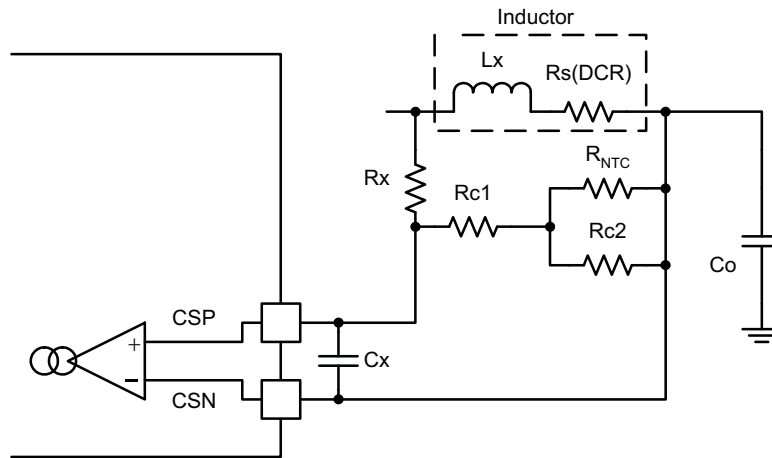 Inductor
Lx
Rs(DCR)
Rx
Rc1
RNTC
Rc2
Co
CSP
+
Cx
−
CSN